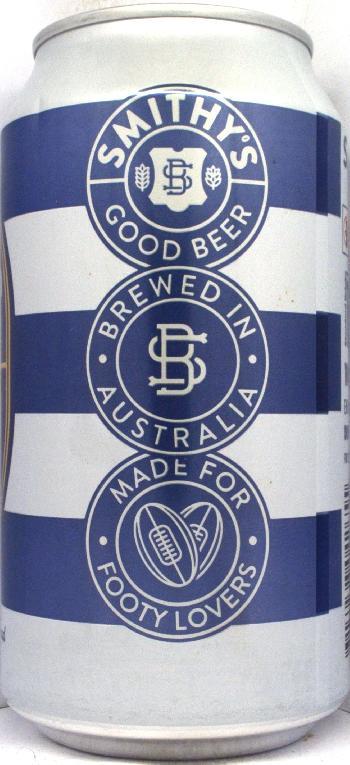 SMITHY'S
SB
GOOD BEER
BREWED IN
SB
AUSTRALIA
MADE FOR
FOOTY LOVERS